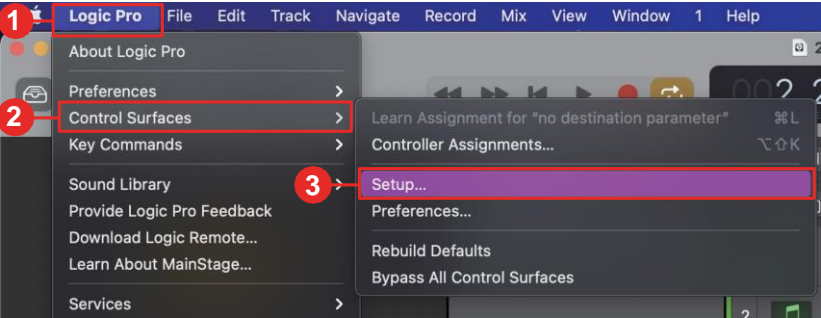 1
Logic Pro File Edit Track Navigate Record Mix View Window 1 Help
About Logic Pro
2
Preferences
2
Control Surfaces
Learn Assignment for "no destination parameter" ⌘L
Key Commands
Controller Assignments... ⌥⇧K
Sound Library
3
Setup...
Provide Logic Pro Feedback
Preferences...
Download Logic Remote...
Rebuild Defaults
Learn About MainStage...
Bypass All Control Surfaces
Services
2